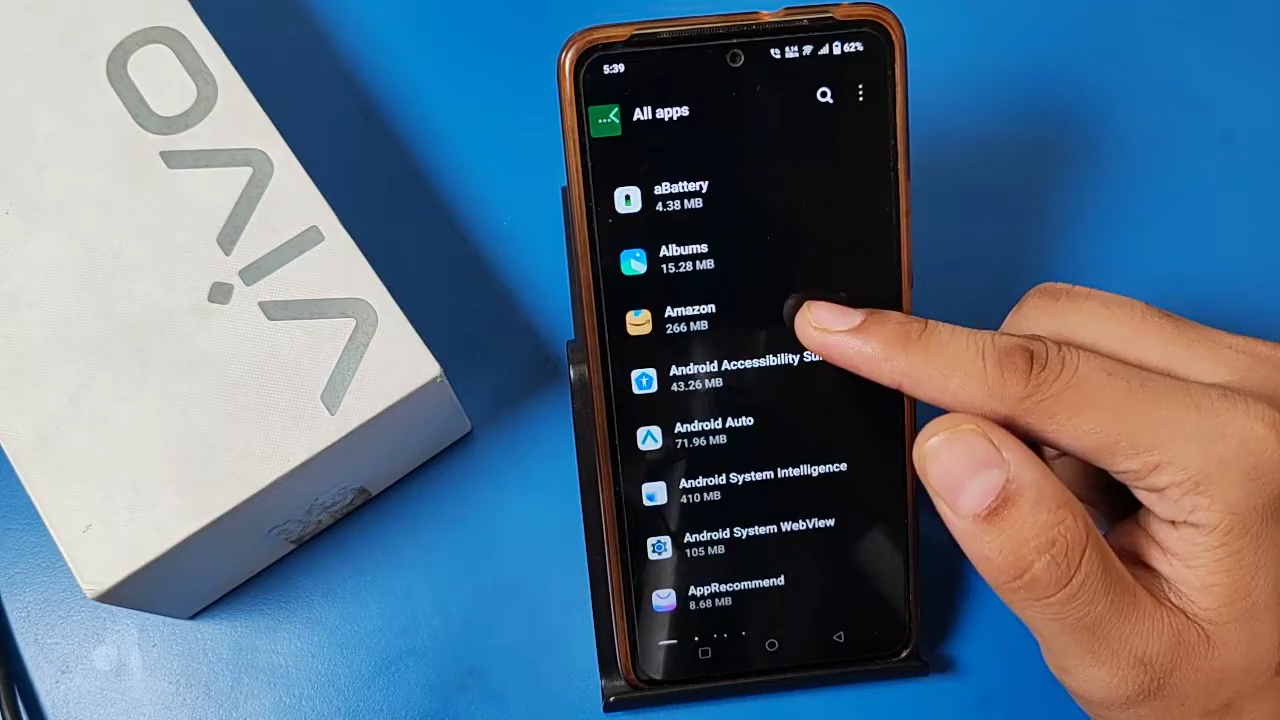 vivo
5:39
62%
All apps
aBattery
4.38 MB
Albums
15.28 MB
Amazon
266 MB
Android Accessibility Su
43.26 MB
Android Auto
71.96 MB
Android System Intelligence
410 MB
Android System WebView
105 MB
AppRecommend
8.68 MB